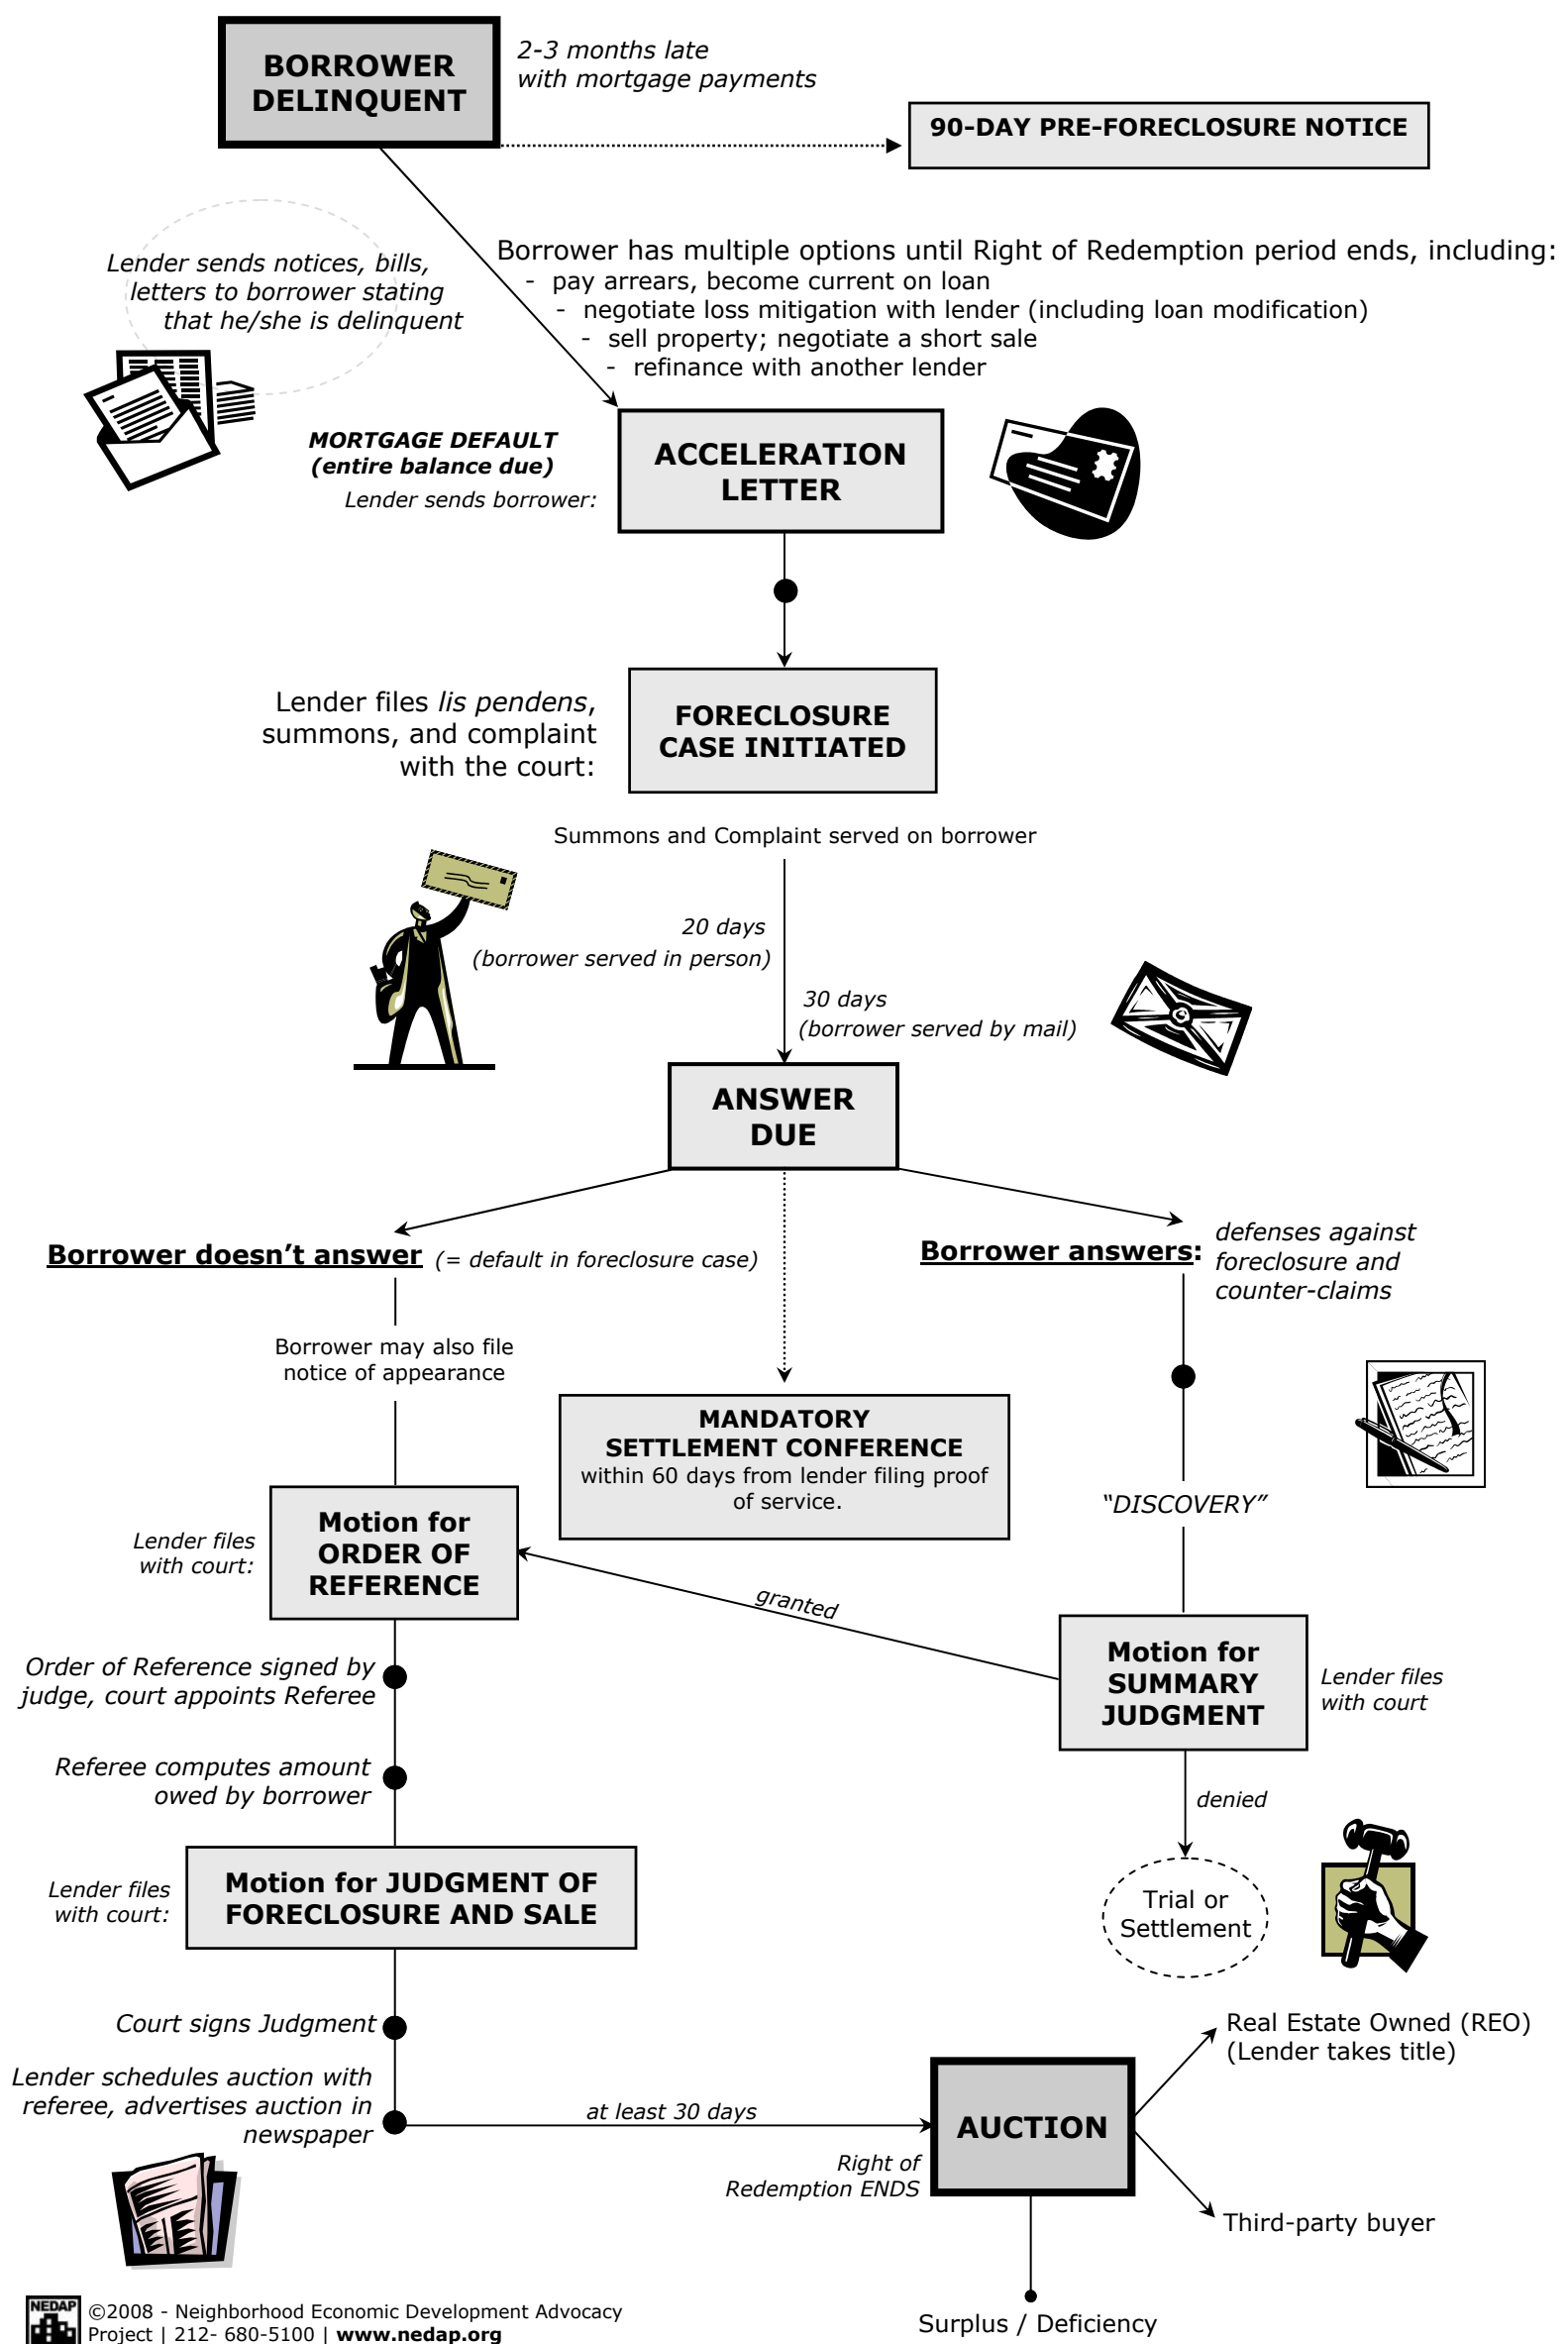 BORROWER
DELINQUENT
2-3 months late
with mortgage payments
90-DAY PRE-FORECLOSURE NOTICE
Lender sends notices, bills,
letters to borrower stating
that he/she is delinquent
Borrower has multiple options until Right of Redemption period ends, including:
- pay arrears, become current on loan
- negotiate loss mitigation with lender (including loan modification)
- sell property; negotiate a short sale
- refinance with another lender
MORTGAGE DEFAULT
(entire balance due)
Lender sends borrower:
ACCELERATION
LETTER
Lender files lis pendens,
summons, and complaint
with the court:
FORECLOSURE
CASE INITIATED
Summons and Complaint served on borrower
20 days
(borrower served in person)
30 days
(borrower served by mail)
ANSWER
DUE
Borrower doesn’t answer (= default in foreclosure case)
Borrower answers:
defenses against
foreclosure and
counter-claims
Borrower may also file
notice of appearance
MANDATORY
SETTLEMENT CONFERENCE
within 60 days from lender filing proof
of service.
“DISCOVERY”
Lender files
with court:
Motion for
ORDER OF
REFERENCE
granted
Motion for
SUMMARY
JUDGMENT
Lender files
with court
Order of Reference signed by
judge, court appoints Referee
Referee computes amount
owed by borrower
denied
Lender files
with court:
Motion for JUDGMENT OF
FORECLOSURE AND SALE
Trial or
Settlement
Court signs Judgment
Lender schedules auction with
referee, advertises auction in
newspaper
at least 30 days
Right of
Redemption ENDS
AUCTION
Real Estate Owned (REO)
(Lender takes title)
Third-party buyer
Surplus / Deficiency
NEDAP
©2008 - Neighborhood Economic Development Advocacy
Project | 212- 680-5100 | www.nedap.org